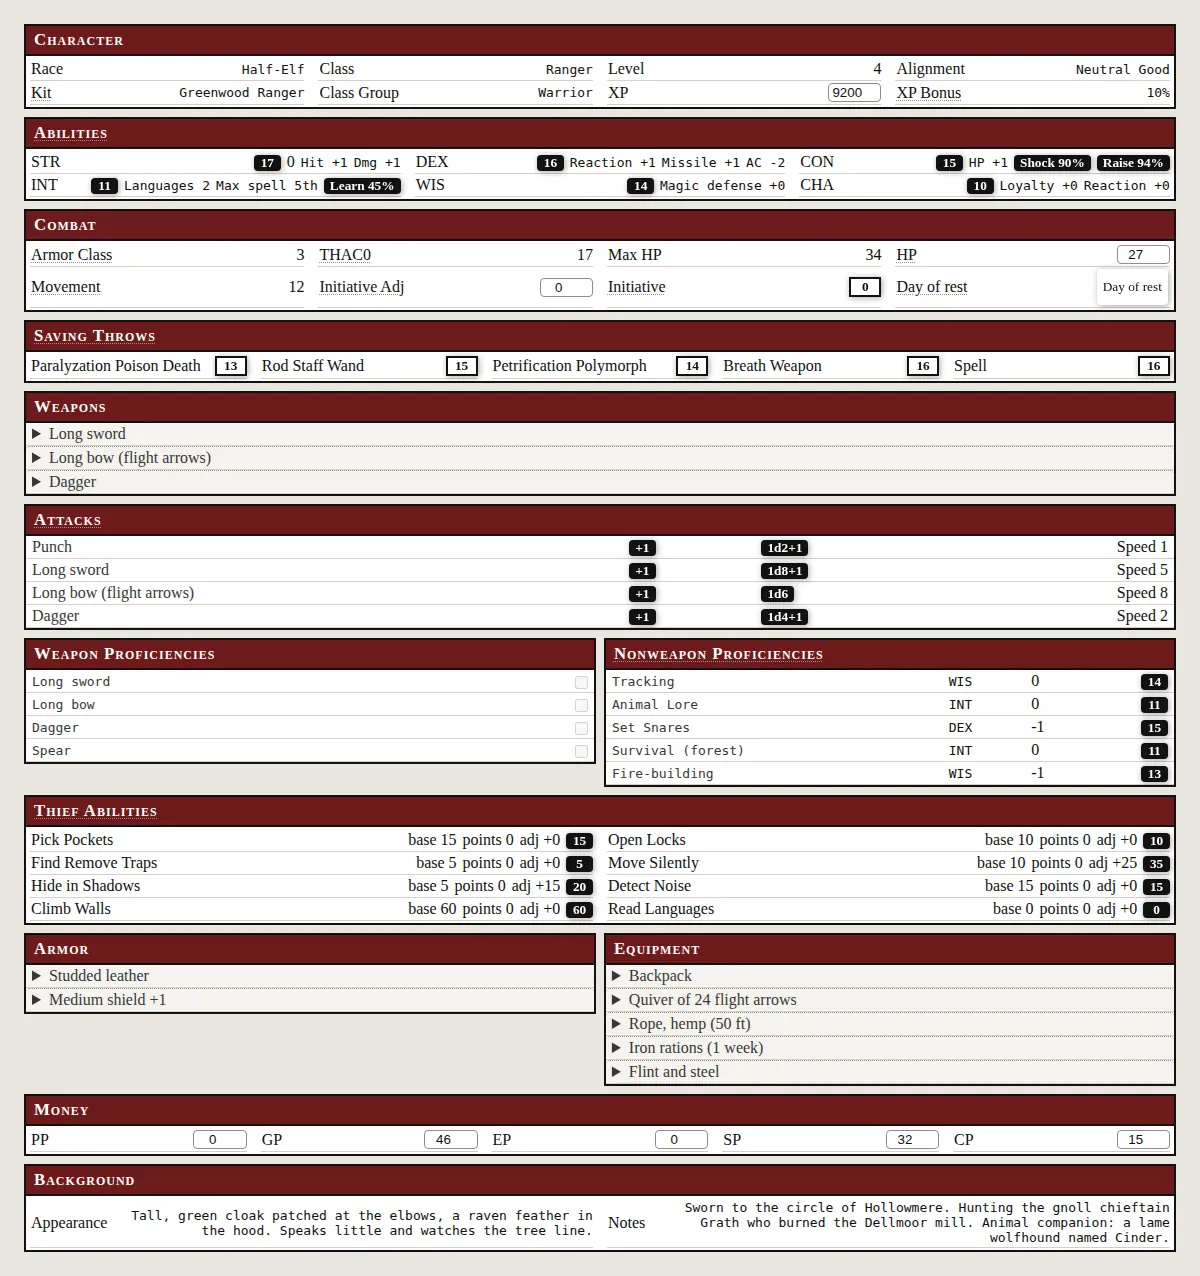 Character
Race Half-Elf Class Ranger Level 4 Alignment Neutral Good
Kit Greenwood Ranger Class Group Warrior XP 9200 XP Bonus 10%
Abilities
STR 17 0 Hit +1 Dmg +1 DEX 16 Reaction +1 Missile +1 AC -2 CON 15 HP +1 Shock 90% Raise 94%
INT 11 Languages 2 Max spell 5th Learn 45% WIS 14 Magic defense +0 CHA 10 Loyalty +0 Reaction +0
Combat
Armor Class 3 THAC0 17 Max HP 34 HP 27
Movement 12 Initiative Adj 0 Initiative 0 Day of rest Day of rest
Saving Throws
Paralyzation Poison Death 13 Rod Staff Wand 15 Petrification Polymorph 14 Breath Weapon 16 Spell 16
Weapons
Long sword
Long bow (flight arrows)
Dagger
Attacks
Punch +1 1d2+1 Speed 1
Long sword +1 1d8+1 Speed 5
Long bow (flight arrows) +1 1d6 Speed 8
Dagger +1 1d4+1 Speed 2
Weapon Proficiencies
Long sword
Long bow
Dagger
Spear
Nonweapon Proficiencies
Tracking WIS 0 14
Animal Lore INT 0 11
Set Snares DEX -1 15
Survival (forest) INT 0 11
Fire-building WIS -1 13
Thief Abilities
Pick Pockets base 15 points 0 adj +0 15 Open Locks base 10 points 0 adj +0 10
Find Remove Traps base 5 points 0 adj +0 5 Move Silently base 10 points 0 adj +25 35
Hide in Shadows base 5 points 0 adj +15 20 Detect Noise base 15 points 0 adj +0 15
Climb Walls base 60 points 0 adj +0 60 Read Languages base 0 points 0 adj +0 0
Armor
Studded leather
Medium shield +1
Equipment
Backpack
Quiver of 24 flight arrows
Rope, hemp (50 ft)
Iron rations (1 week)
Flint and steel
Money
PP 0 GP 46 EP 0 SP 32 CP 15
Background
Appearance Tall, green cloak patched at the elbows, a raven feather in
the hood. Speaks little and watches the tree line.
Notes Sworn to the circle of Hollowmere. Hunting the gnoll chieftain
Grath who burned the Dellmoor mill. Animal companion: a lame
wolfhound named Cinder.